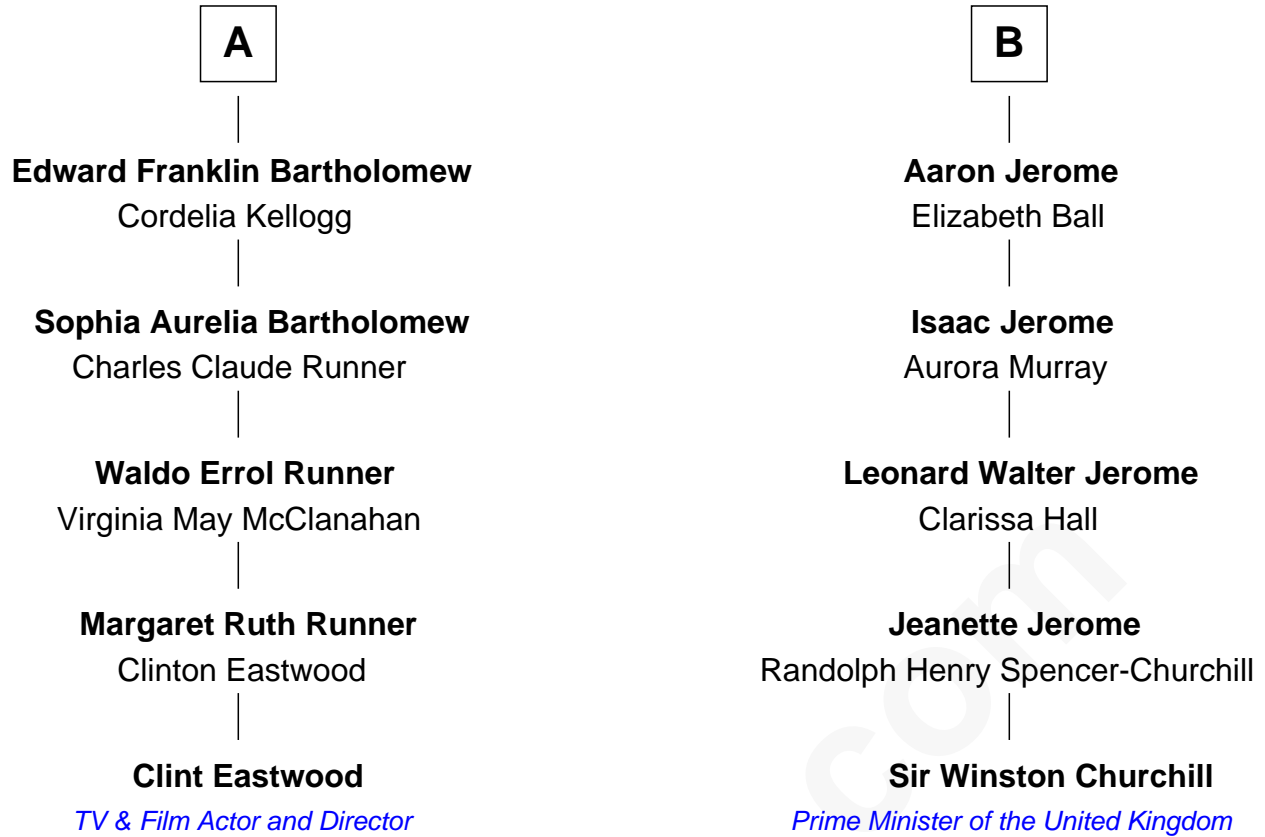 A
Edward Franklin Bartholomew
Cordelia Kellogg
Sophia Aurelia Bartholomew
Charles Claude Runner
Waldo Errol Runner
Virginia May McClanahan
Margaret Ruth Runner
Clinton Eastwood
Clint Eastwood
TV & Film Actor and Director
B
Aaron Jerome
Elizabeth Ball
Isaac Jerome
Aurora Murray
Leonard Walter Jerome
Clarissa Hall
Jeanette Jerome
Randolph Henry Spencer-Churchill
Sir Winston Churchill
Prime Minister of the United Kingdom
com